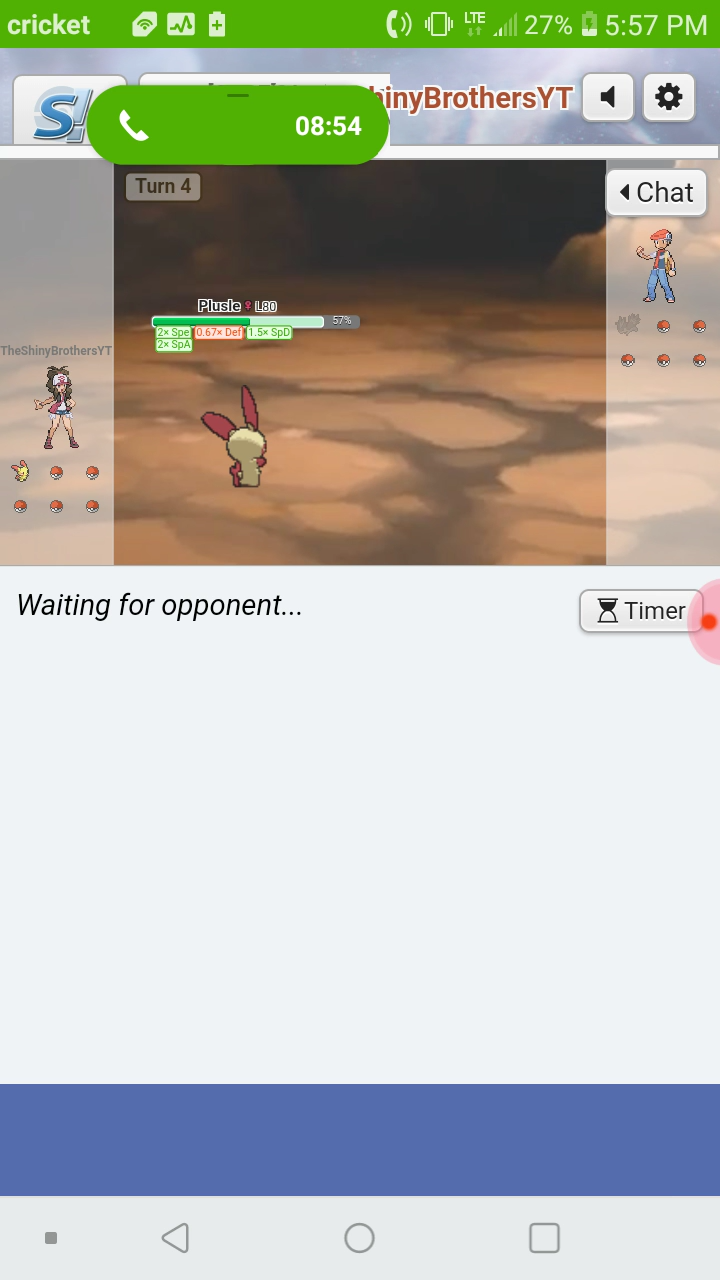 cricket LTE 27% 5:57 PM
08:54
hinyBrothersYT
Turn 4
Chat
Plusle ♀ L80
57%
2× Spe 0.67× Def 1.5× SpD
2× SpA
TheShinyBrothersYT
Waiting for opponent...
Timer